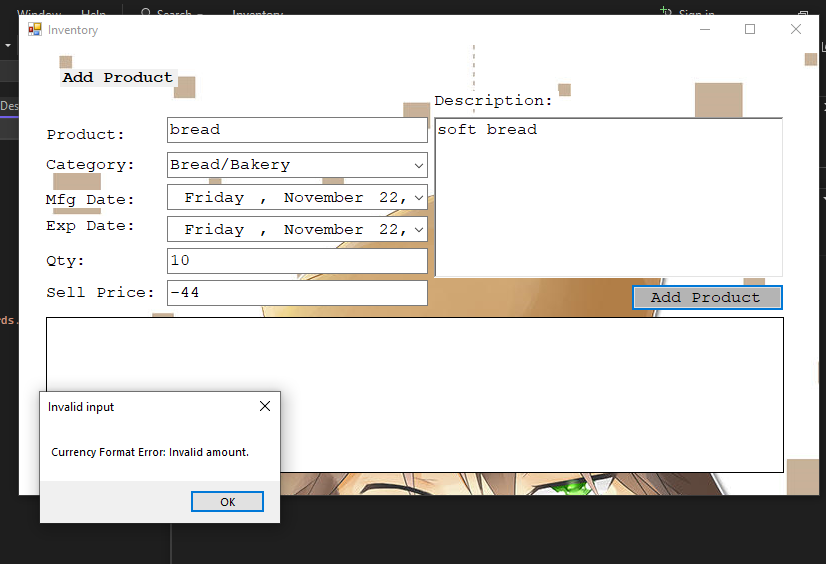 Window Help Search Inventory Sign in
Inventory
Add Product
Des
Description:
Product: bread
soft bread
Category: Bread/Bakery
Mfg Date: Friday , November 22,
Exp Date: Friday , November 22,
Qty: 10
Sell Price: -44
Add Product
rds.
Invalid input
Currency Format Error: Invalid amount.
OK